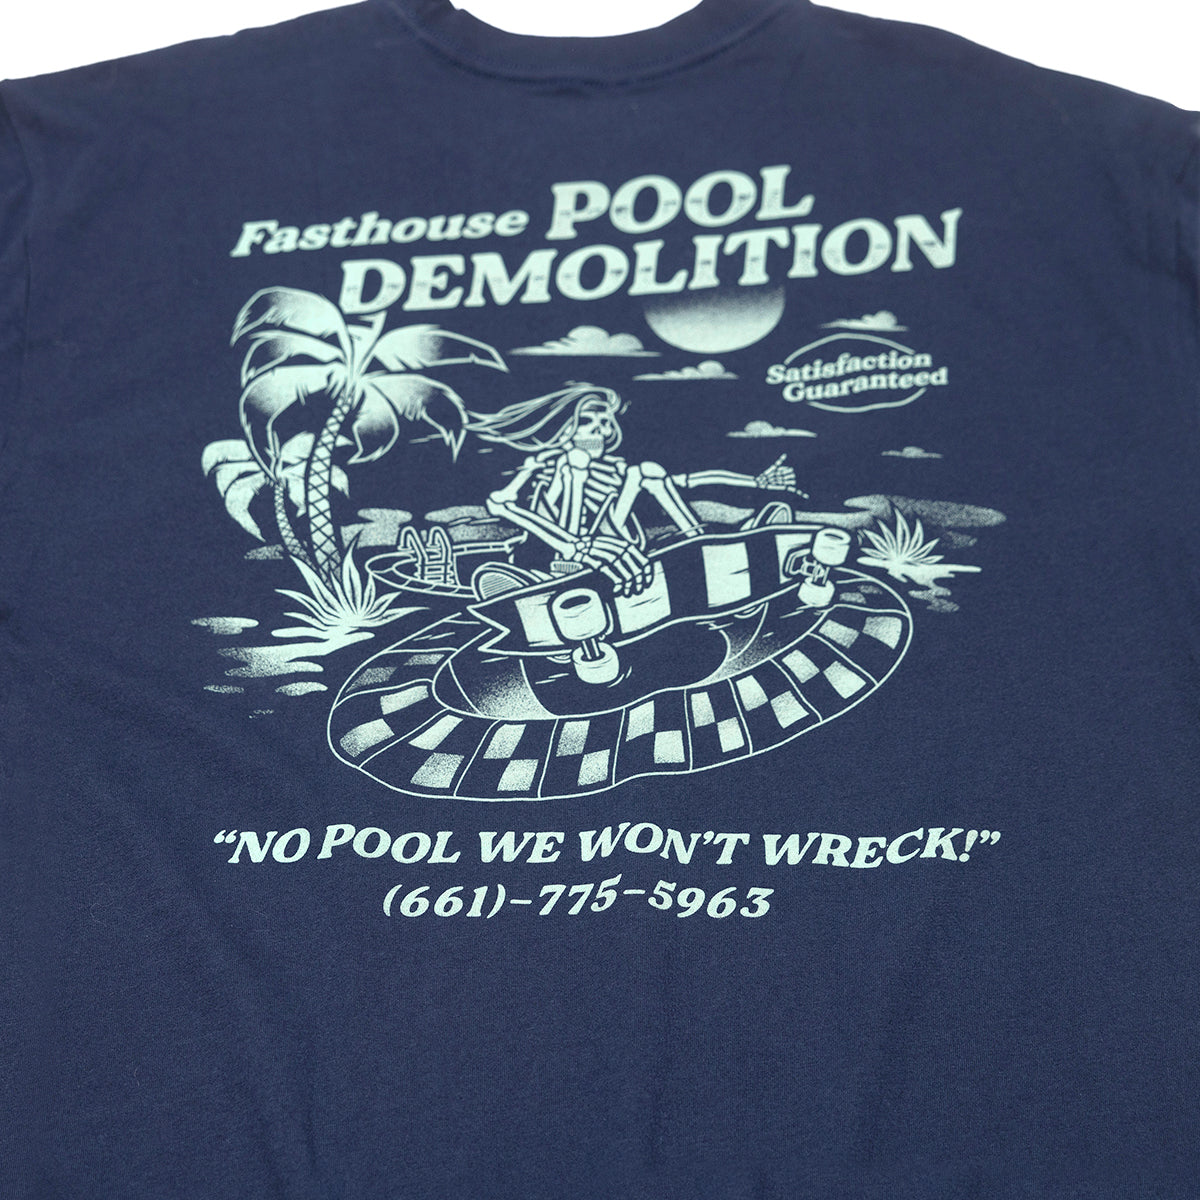 Fasthouse POOL
DEMOLITION
Satisfaction
Guaranteed
“NO POOL WE WON’T WRECK!”
(661)-775-5963